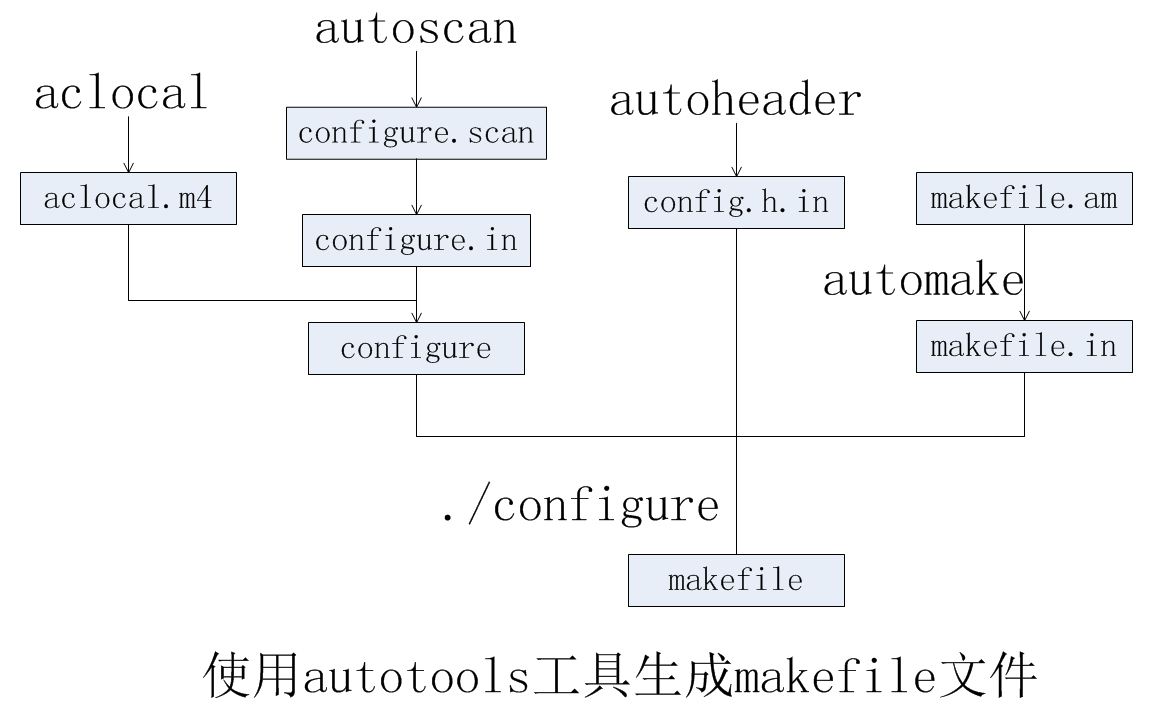 autoscan
aclocal
autoheader
configure.scan
aclocal.m4
config.h.in
makefile.am
configure.in
automake
configure
makefile.in
./configure
makefile
使用autotools工具生成makefile文件